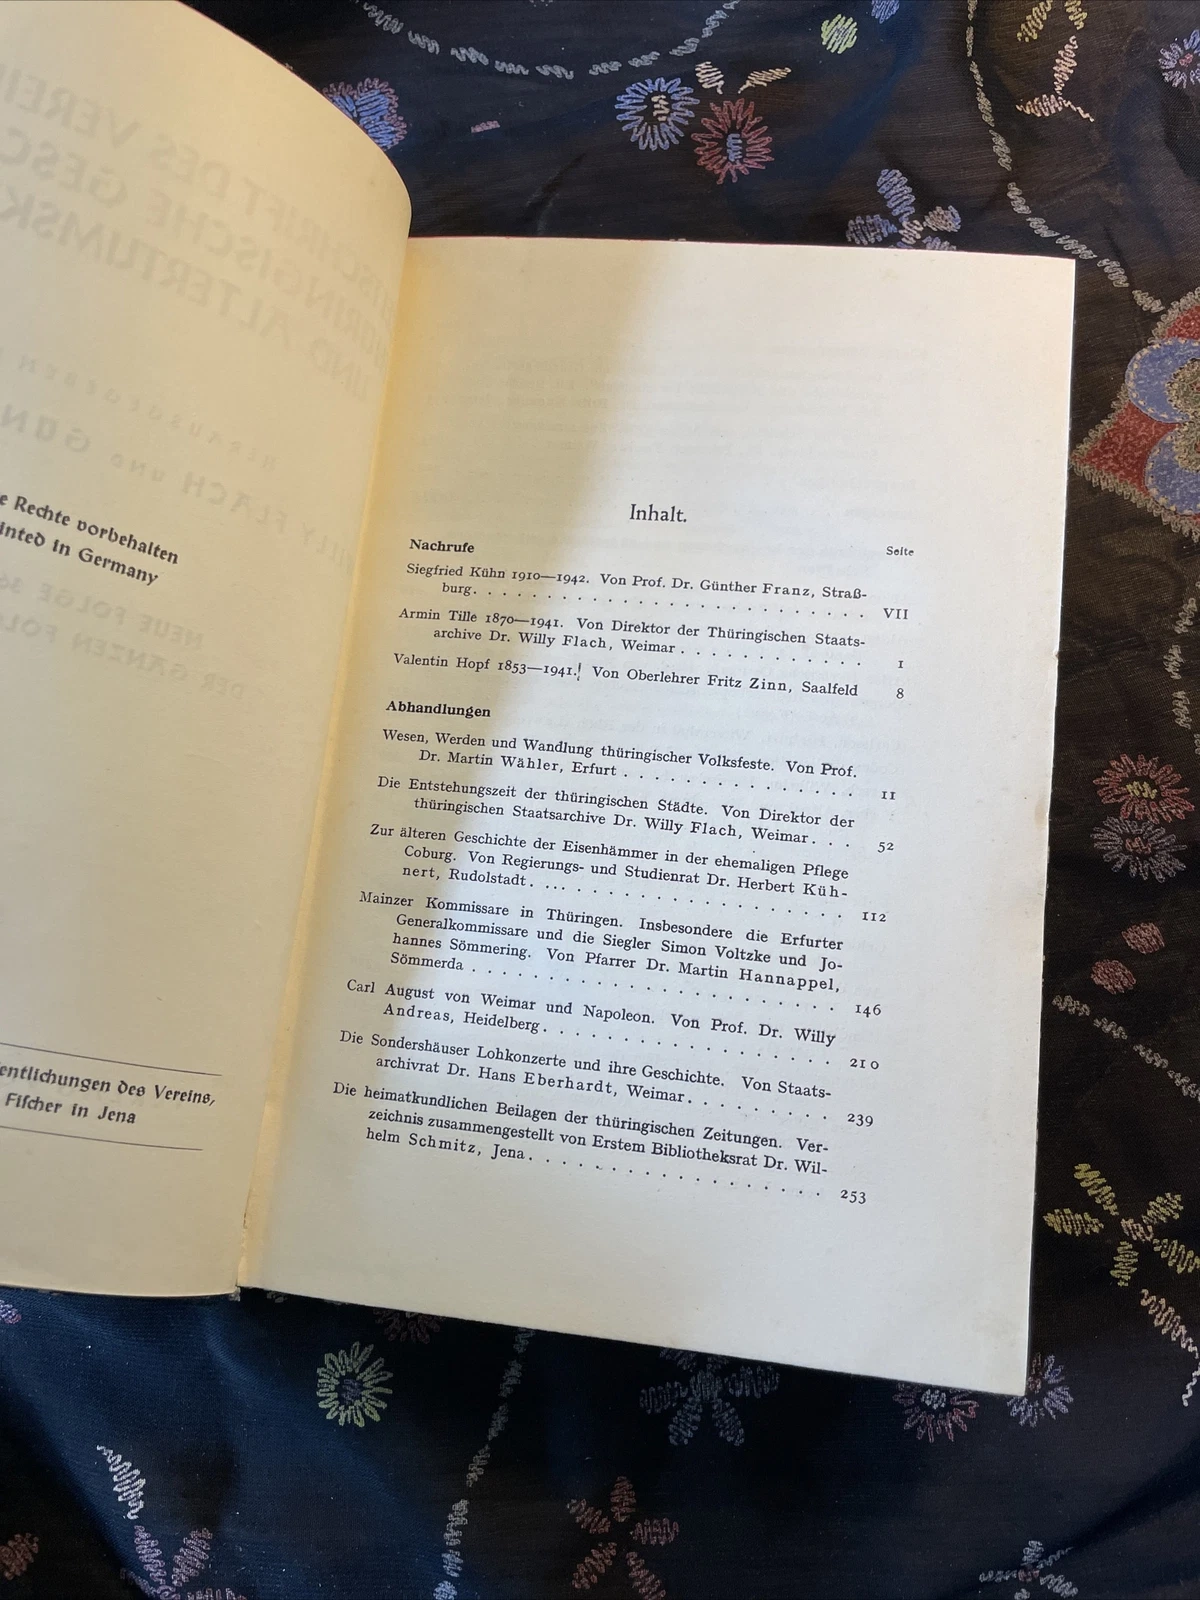 e Rechte vorbehalten
inted in Germany
entlichungen des Vereins,
Fischer in Jena
Inhalt.
Seite
Nachrufe
Siegfried Kühn 1910—1942. Von Prof. Dr. Günther Franz, Straß-
burg. . . . . . . . . . . . . . . . . . . . . . . . . . VII
Armin Tille 1870—1941. Von Direktor der Thüringischen Staats-
archive Dr. Willy Flach, Weimar . . . . . . . . . . . . 1
Valentin Hopf 1853—1941. Von Oberlehrer Fritz Zinn, Saalfeld 8
Abhandlungen
Wesen, Werden und Wandlung thüringischer Volksfeste. Von Prof.
Dr. Martin Wähler, Erfurt . . . . . . . . . . . . . . . 11
Die Entstehungszeit der thüringischen Städte. Von Direktor der
thüringischen Staatsarchive Dr. Willy Flach, Weimar. . . 52
Zur älteren Geschichte der Eisenhämmer in der ehemaligen Pflege
Coburg. Von Regierungs- und Studienrat Dr. Herbert Küh-
nert, Rudolstadt . . . . . . . . . . . . . . . . . . . 112
Mainzer Kommissare in Thüringen. Insbesondere die Erfurter
Generalkommissare und die Siegler Simon Voltzke und Jo-
hannes Sömmering. Von Pfarrer Dr. Martin Hannappel,
Sömmerda . . . . . . . . . . . . . . . . . . . . . . . 146
Carl August von Weimar und Napoleon. Von Prof. Dr. Willy
Andreas, Heidelberg . . . . . . . . . . . . . . . . . . 210
Die Sondershäuser Lohkonzerte und ihre Geschichte. Von Staats-
archivrat Dr. Hans Eberhardt, Weimar. . . . . . . . . . 239
Die heimatkundlichen Beilagen der thüringischen Zeitungen. Ver-
zeichnis zusammengestellt von Erstem Bibliotheksrat Dr. Wil-
helm Schmitz, Jena . . . . . . . . . . . . . . . . . . 253